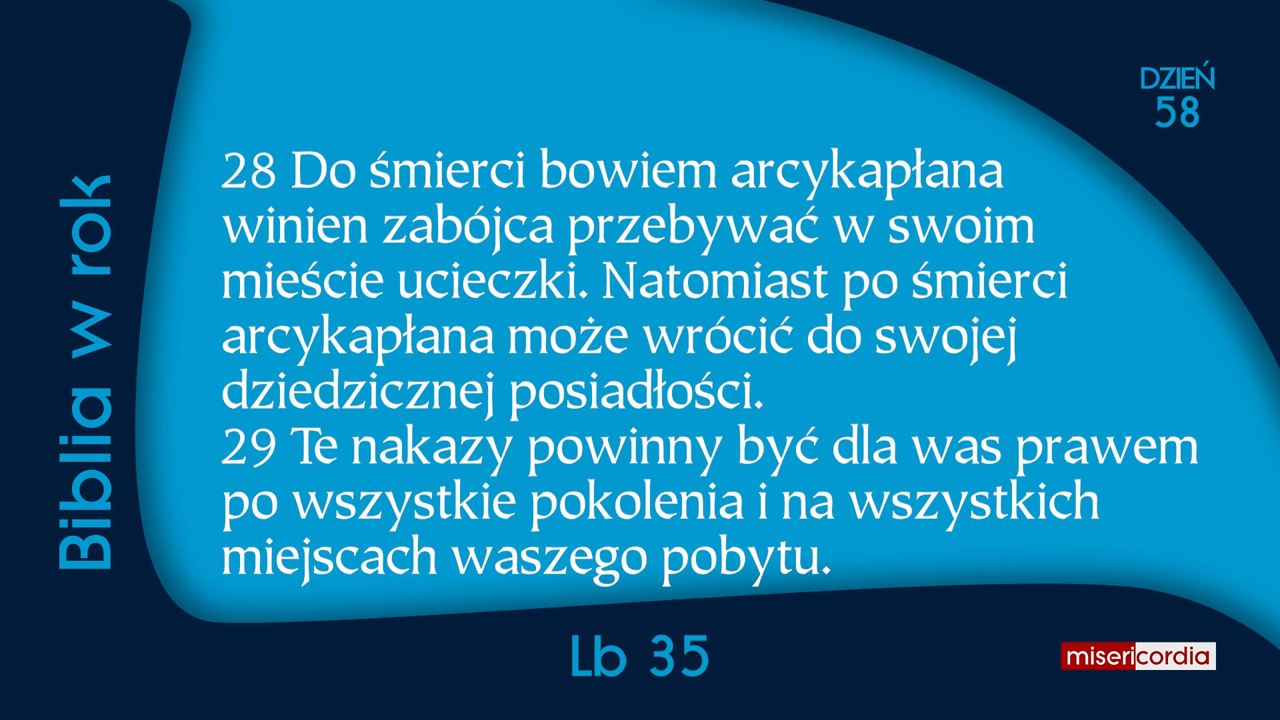 DZIEŃ
58
Biblia w rok
28 Do śmierci bowiem arcykapłana
winien zabójca przebywać w swoim
mieście ucieczki. Natomiast po śmierci
arcykapłana może wrócić do swojej
dziedzicznej posiadłości.
29 Te nakazy powinny być dla was prawem
po wszystkie pokolenia i na wszystkich
miejscach waszego pobytu.
Lb 35
misericordia